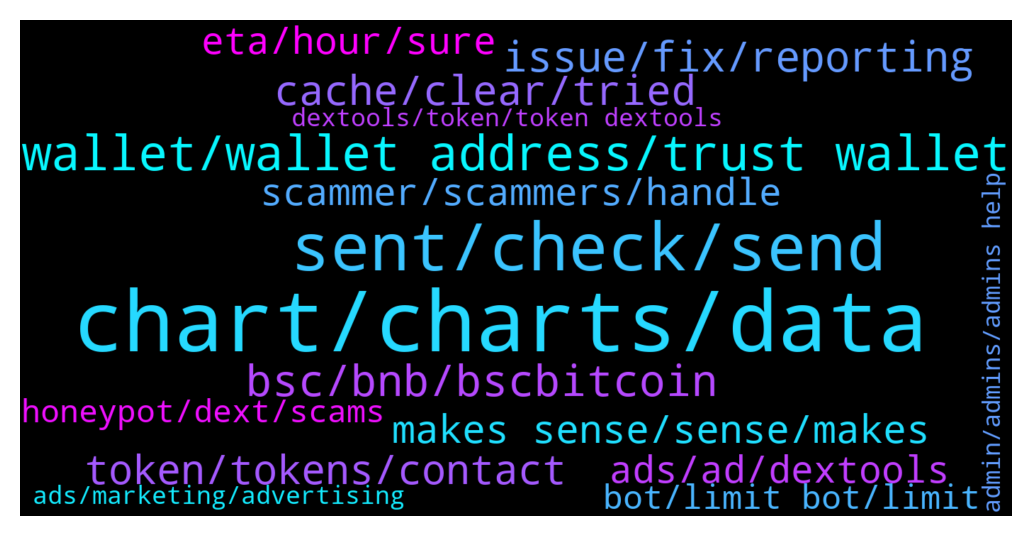 eta/hour/sure
issue/fix/reporting
cache/clear/tried
dextools/token/token dextools
wallet/wallet address/trust wallet
scammer/scammers/handle
sent/check/send
chart/charts/data
bsc/bnb/bscbitcoin
honeypot/dext/scams
makes sense/sense/makes
token/tokens/contact
ads/ad/dextools
ads/marketing/advertising
bot/limit bot/limit
admin/admins/admins help